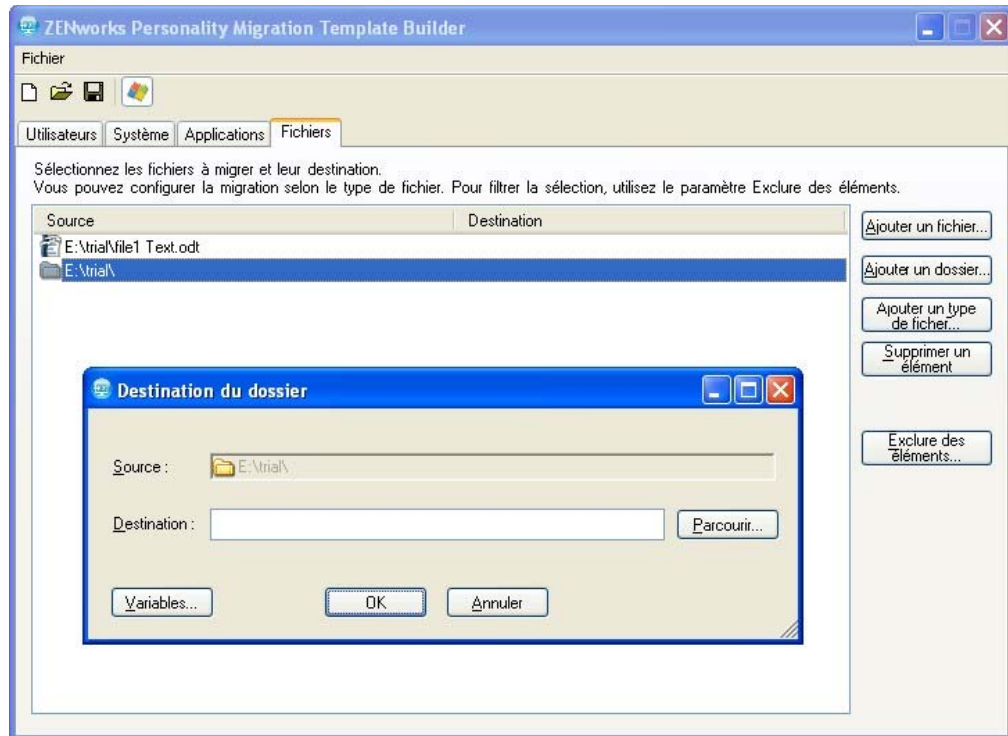 ZENworks Personality Migration Template Builder
Fichier
Utilisateurs Système Applications Fichiers
Sélectionnez les fichiers à migrer et leur destination.
Vous pouvez configurer la migration selon le type de fichier. Pour filtrer la sélection, utilisez le paramètre Exclure des éléments.
Source Destination
E:\trial\file1 Text.odt
E:\trial\
Ajouter un fichier...
Ajouter un dossier...
Ajouter un type
de ficher...
Supprimer un
élément
Exclure des
éléments...
Destination du dossier
Source : E:\trial\
Destination : Parcourir...
Variables... OK Annuler